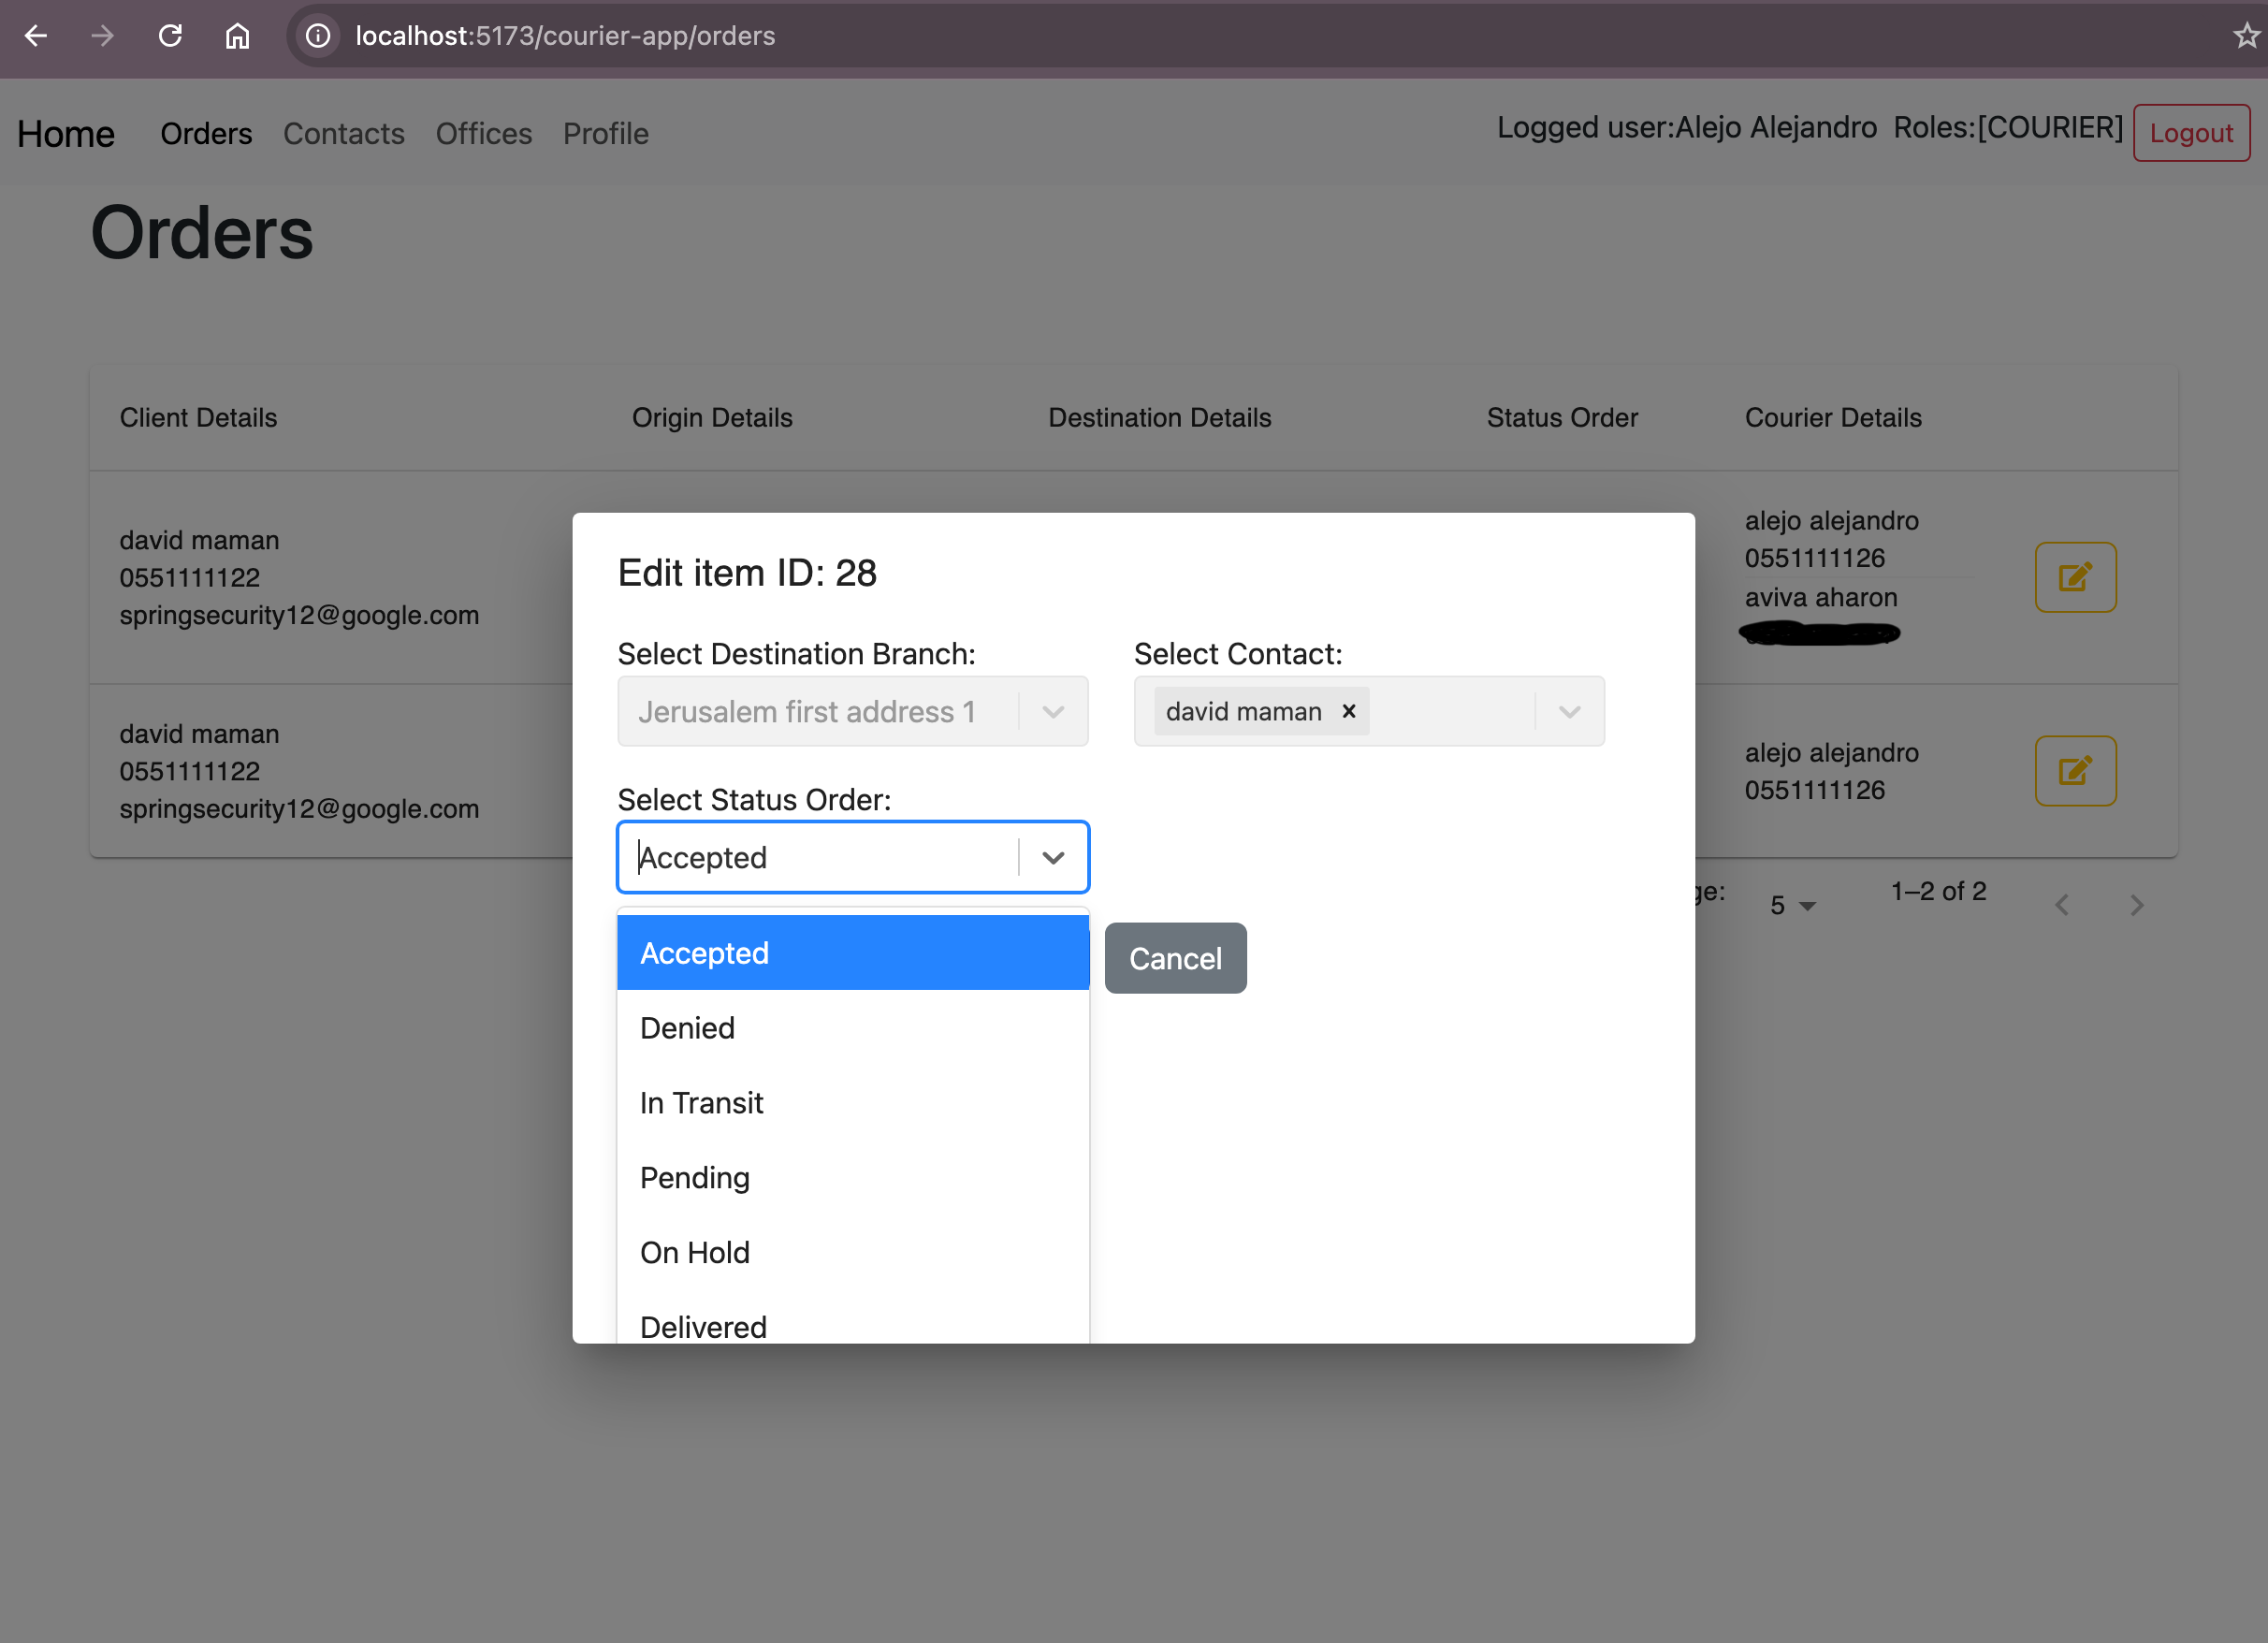 localhost:5173/courier-app/orders
Home Orders Contacts Offices Profile
Logged user:Alejo Alejandro Roles:[COURIER] Logout
Orders
Client Details Origin Details Destination Details Status Order Courier Details
david maman
0551111122
springsecurity12@google.com
alejo alejandro
0551111126
aviva aharon
david maman
0551111122
springsecurity12@google.com
alejo alejandro
0551111126
ge: 5 1–2 of 2
Edit item ID: 28
Select Destination Branch:
Jerusalem first address 1
Select Contact:
david maman
Select Status Order:
Accepted
Accepted
Denied
In Transit
Pending
On Hold
Delivered
Cancel